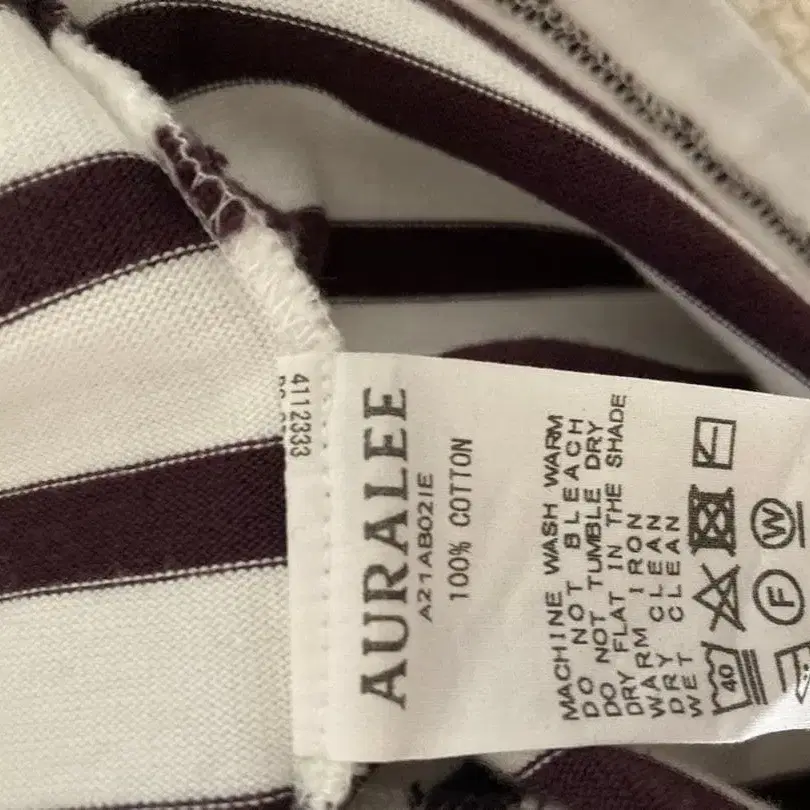 4112333
AURALEE
A21AB02IE
100% COTTON
MACHINE WASH WARM
DO NOT BLEACH
DO NOT TUMBLE DRY
DRY FLAT IN THE SHADE
WARM IRON
DRY CLEAN
WET CLEAN
40
F
W